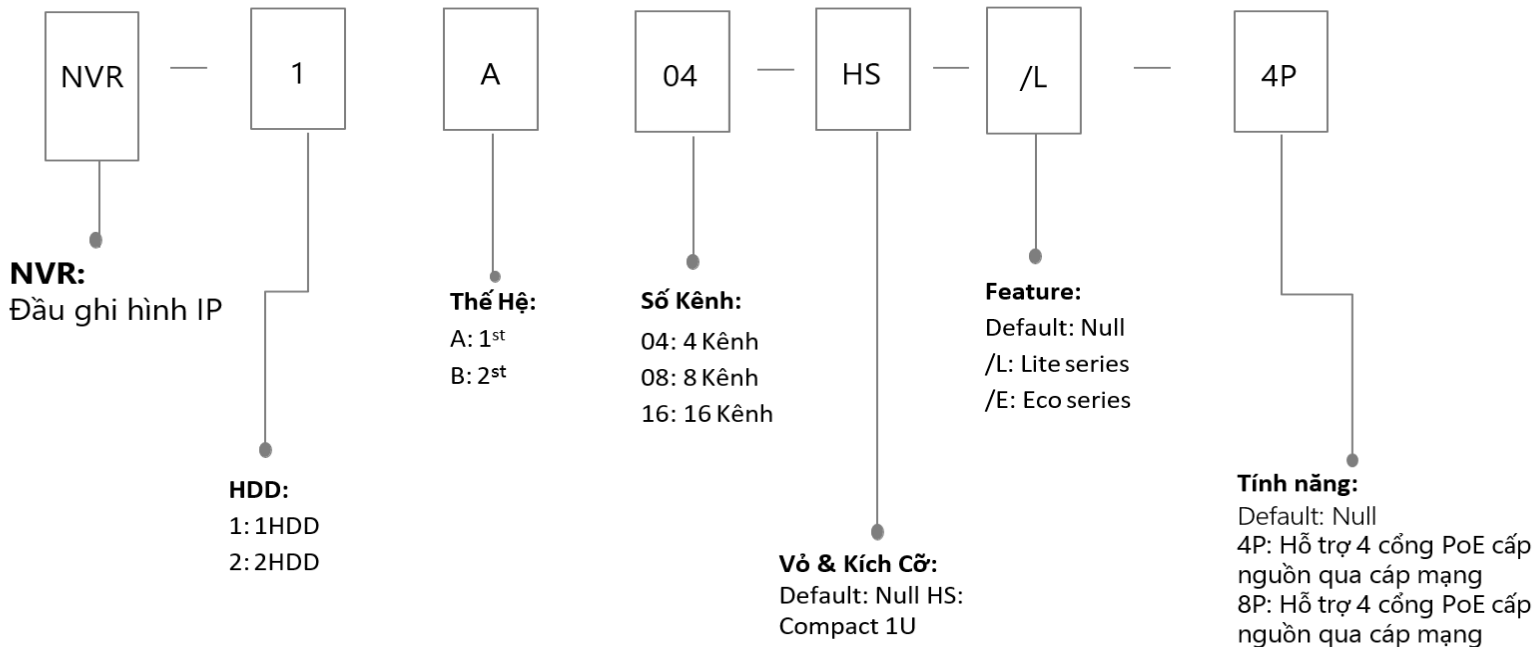 NVR — 1 A 04 — HS — /L — 4P
NVR:
Đầu ghi hình IP
HDD:
1: 1HDD
2: 2HDD
Thế Hệ:
A: 1st
B: 2st
Số Kênh:
04: 4 Kênh
08: 8 Kênh
16: 16 Kênh
Vỏ & Kích Cỡ:
Default: Null HS:
Compact 1U
Feature:
Default: Null
/L: Lite series
/E: Eco series
Tính năng:
Default: Null
4P: Hỗ trợ 4 cổng PoE cấp
nguồn qua cáp mạng
8P: Hỗ trợ 4 cổng PoE cấp
nguồn qua cáp mạng